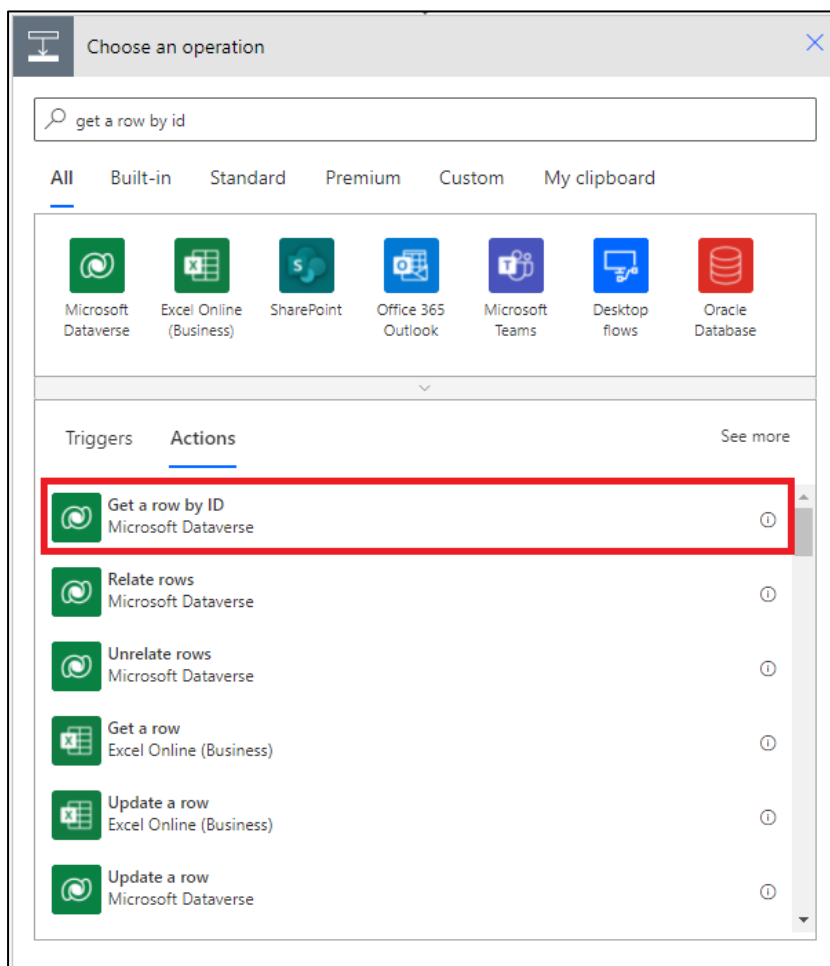 Choose an operation
get a row by id
All Built-in Standard Premium Custom My clipboard
Microsoft Dataverse
Excel Online (Business)
SharePoint
Office 365 Outlook
Microsoft Teams
Desktop flows
Oracle Database
Triggers Actions See more
Get a row by ID
Microsoft Dataverse
Relate rows
Microsoft Dataverse
Unrelate rows
Microsoft Dataverse
Get a row
Excel Online (Business)
Update a row
Excel Online (Business)
Update a row
Microsoft Dataverse